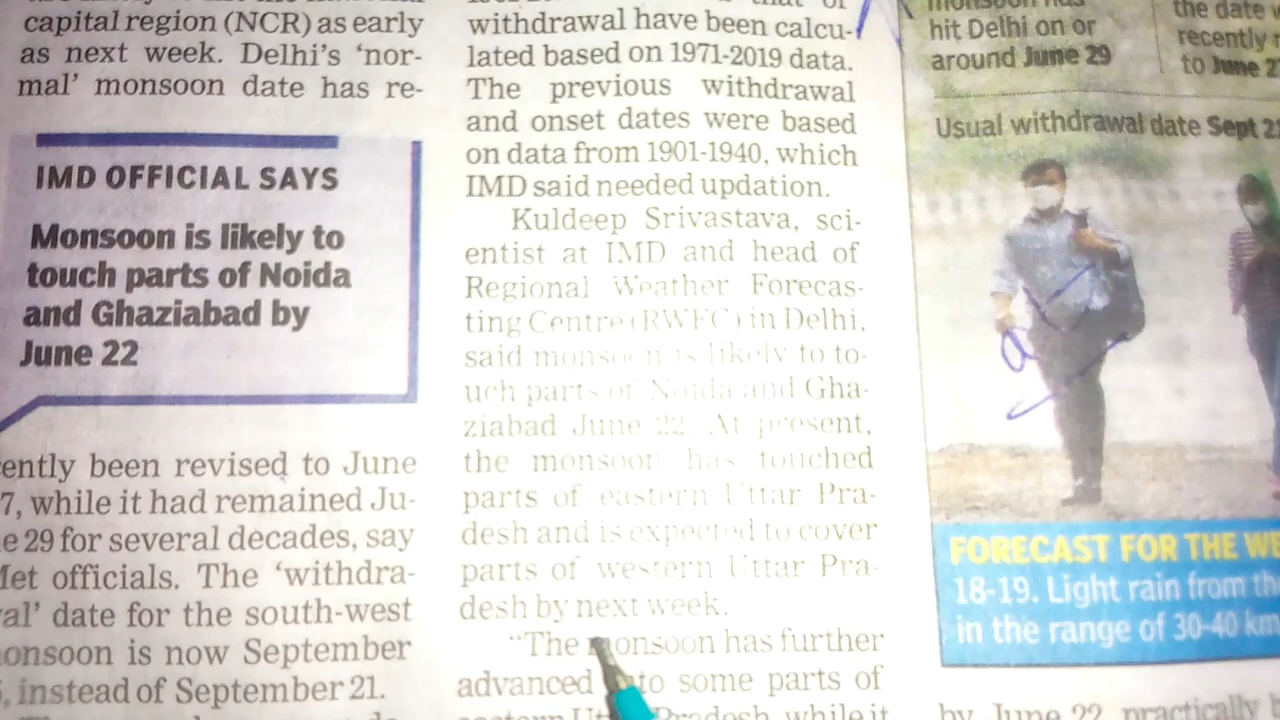 capital region (NCR) as early
as next week. Delhi's 'nor-
mal' monsoon date has re-
IMD OFFICIAL SAYS
Monsoon is likely to
touch parts of Noida
and Ghaziabad by
June 22
ently been revised to June
7, while it had remained Ju-
e 29 for several decades, say
Met officials. The 'withdra-
al' date for the south-west
onsoon is now September
, instead of September 21.
withdrawal have been calcu-
lated based on 1971-2019 data.
The previous withdrawal
and onset dates were based
on data from 1901-1940, which
IMD said needed updation.
Kuldeep Srivastava, sci-
entist at IMD and head of
Regional Weather Forecas-
ting Centre (RWFC) in Delhi,
said monsoon is likely to to-
uch parts of Noida and Gha-
ziabad June 22. At present,
the monsoon has touched
parts of eastern Uttar Pra-
desh and is expected to cover
parts of western Uttar Pra-
desh by next week.
"The monsoon has further
advanced to some parts of
Pradesh, while it
monsoon has
hit Delhi on or
around June 29
the date
recently
to June 2
Usual withdrawal date Sept 2
FORECAST FOR THE WE
18-19. Light rain from th
in the range of 30-40 km
by June 22, practically